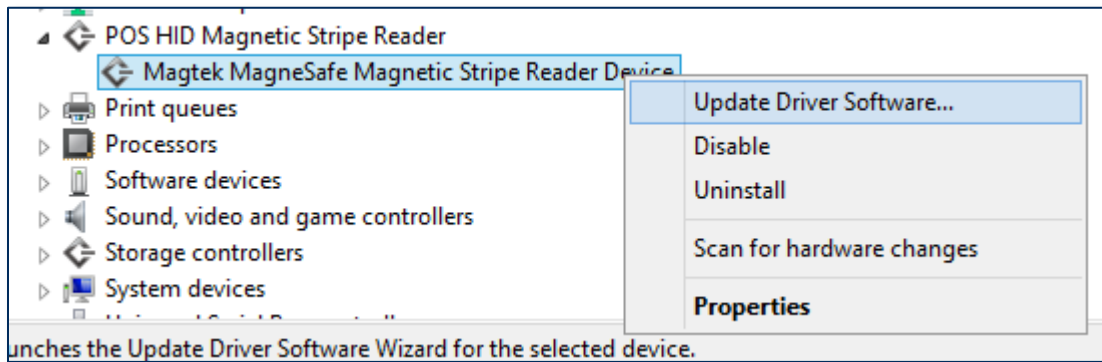 POS HID Magnetic Stripe Reader
Magtek MagneSafe Magnetic Stripe Reader Device
Print queues
Processors
Software devices
Sound, video and game controllers
Storage controllers
System devices
Update Driver Software...
Disable
Uninstall
Scan for hardware changes
Properties
unches the Update Driver Software Wizard for the selected device.